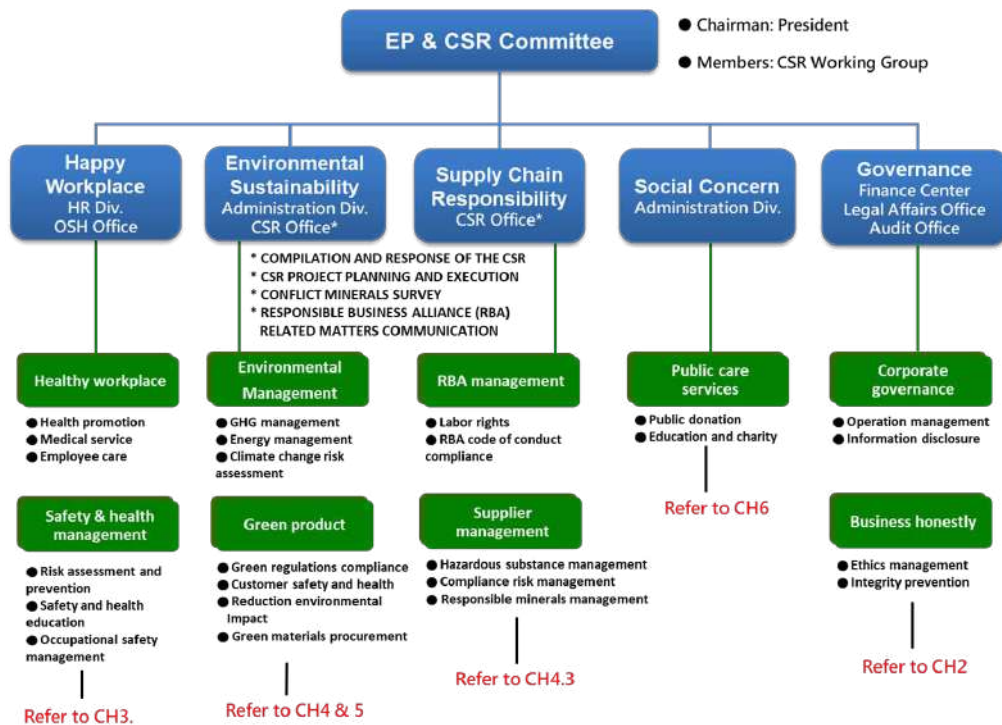 EP & CSR Committee
● Chairman: President
● Members: CSR Working Group
Happy
Workplace
HR Div.
OSH Office
Environmental
Sustainability
Administration Div.
CSR Office*
Supply Chain
Responsibility
CSR Office*
Social Concern
Administration Div.
Governance
Finance Center
Legal Affairs Office
Audit Office
* COMPILATION AND RESPONSE OF THE CSR
* CSR PROJECT PLANNING AND EXECUTION
* CONFLICT MINERALS SURVEY
* RESPONSIBLE BUSINESS ALLIANCE (RBA)
RELATED MATTERS COMMUNICATION
Healthy workplace
● Health promotion
● Medical service
● Employee care
Environmental
Management
● GHG management
● Energy management
● Climate change risk
assessment
RBA management
● Labor rights
● RBA code of conduct
compliance
Public care
services
● Public donation
● Education and charity
Refer to CH6
Corporate
governance
● Operation management
● Information disclosure
Safety & health
management
● Risk assessment and
prevention
● Safety and health
education
● Occupational safety
management
Refer to CH3.
Green product
● Green regulations compliance
● Customer safety and health
● Reduction environmental
Impact
● Green materials procurement
Refer to CH4 & 5
Supplier
management
● Hazardous substance management
● Compliance risk management
● Responsible minerals management
Refer to CH4.3
Business honestly
● Ethics management
● Integrity prevention
Refer to CH2